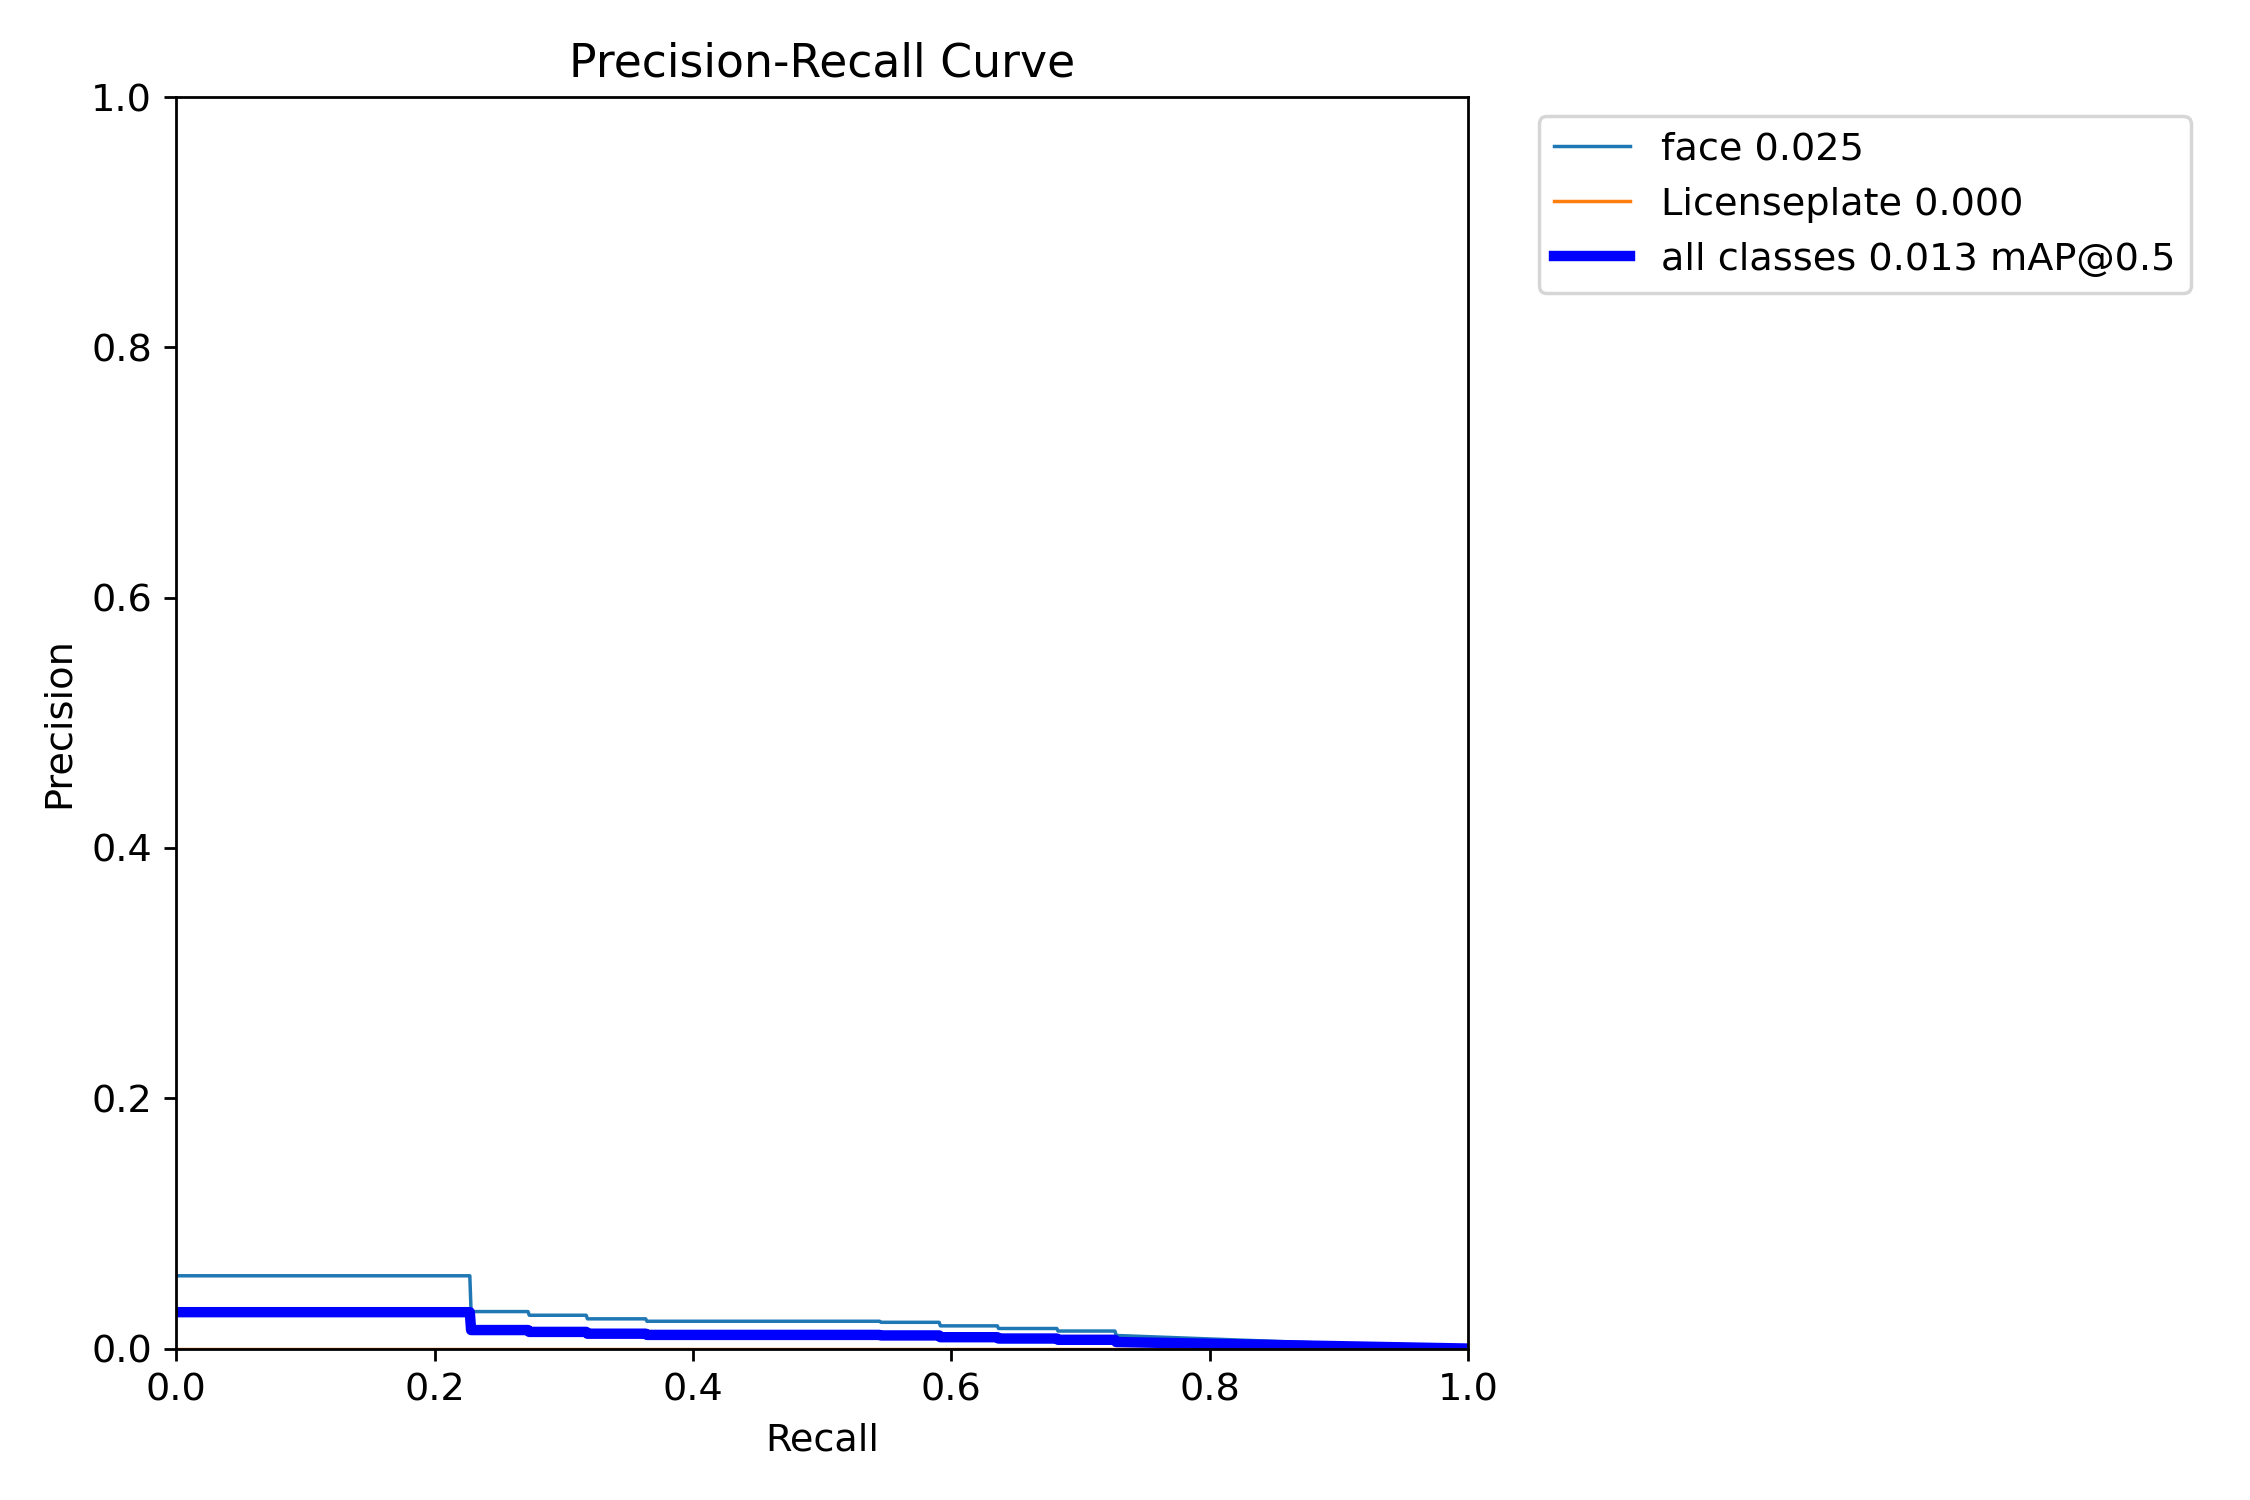 Precision-Recall Curve
1.0
0.8
0.6
0.4
0.2
0.0
Precision
0.0 0.2 0.4 0.6 0.8 1.0
Recall
face 0.025
Licenseplate 0.000
all classes 0.013 mAP@0.5